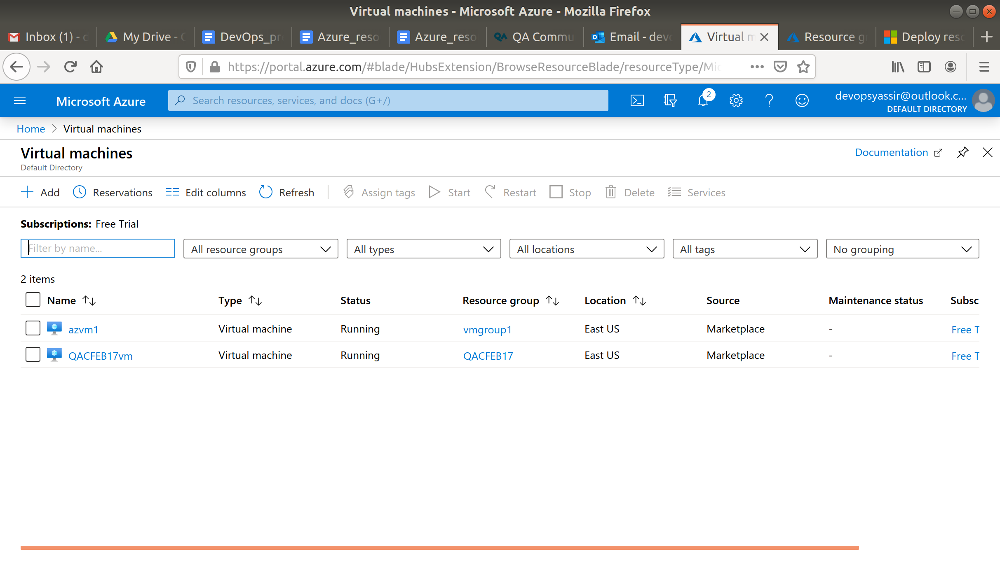 Virtual machines - Microsoft Azure - Mozilla Firefox
Inbox (1) - My Drive - DevOps_pr Azure_reso Azure_reso QA Commu Email - devo Virtual m Resource g Deploy reso
https://portal.azure.com/#blade/HubsExtension/BrowseResourceBlade/resourceType/Mic
Microsoft Azure Search resources, services, and docs (G+/) 2 devopsyassir@outlook.c...
DEFAULT DIRECTORY
Home > Virtual machines
Virtual machines Documentation
Default Directory
Add Reservations Edit columns Refresh Assign tags Start Restart Stop Delete Services
Subscriptions: Free Trial
Filter by name... All resource groups All types All locations All tags No grouping
2 items
Name Type Status Resource group Location Source Maintenance status Subsc
azvm1 Virtual machine Running vmgroup1 East US Marketplace - Free T
QACFEB17vm Virtual machine Running QACFEB17 East US Marketplace - Free T